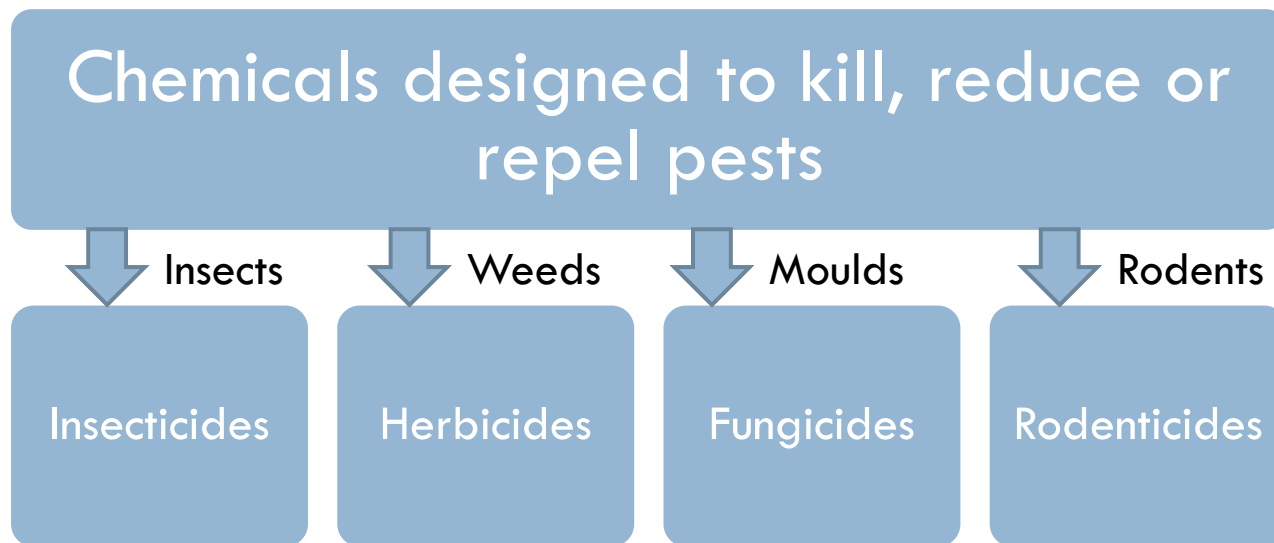 Chemicals designed to kill, reduce or
repel pests
Insects
Weeds
Moulds
Rodents
Insecticides
Herbicides
Fungicides
Rodenticides